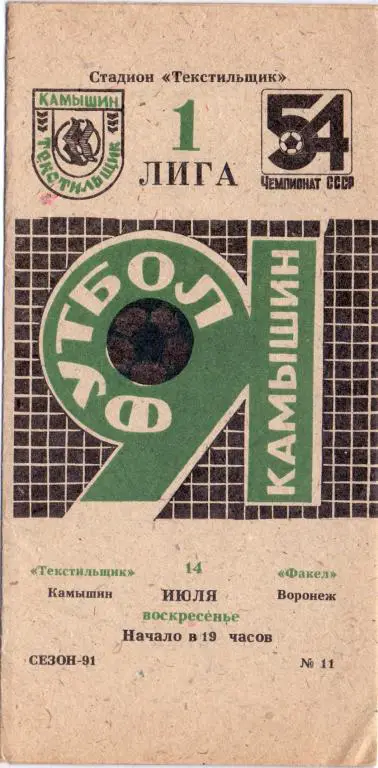 Стадион «Текстильщик»
КАМЫШИН
ТЕКСТИЛЬЩИК
1
ЛИГА
54
ЧЕМПИОНАТ СССР
ФУТБОЛ
91
КАМЫШИН
«Текстильщик»
Камышин
14
ИЮЛЯ
воскресенье
Начало в 19 часов
«Факел»
Воронеж
СЕЗОН-91
№ 11